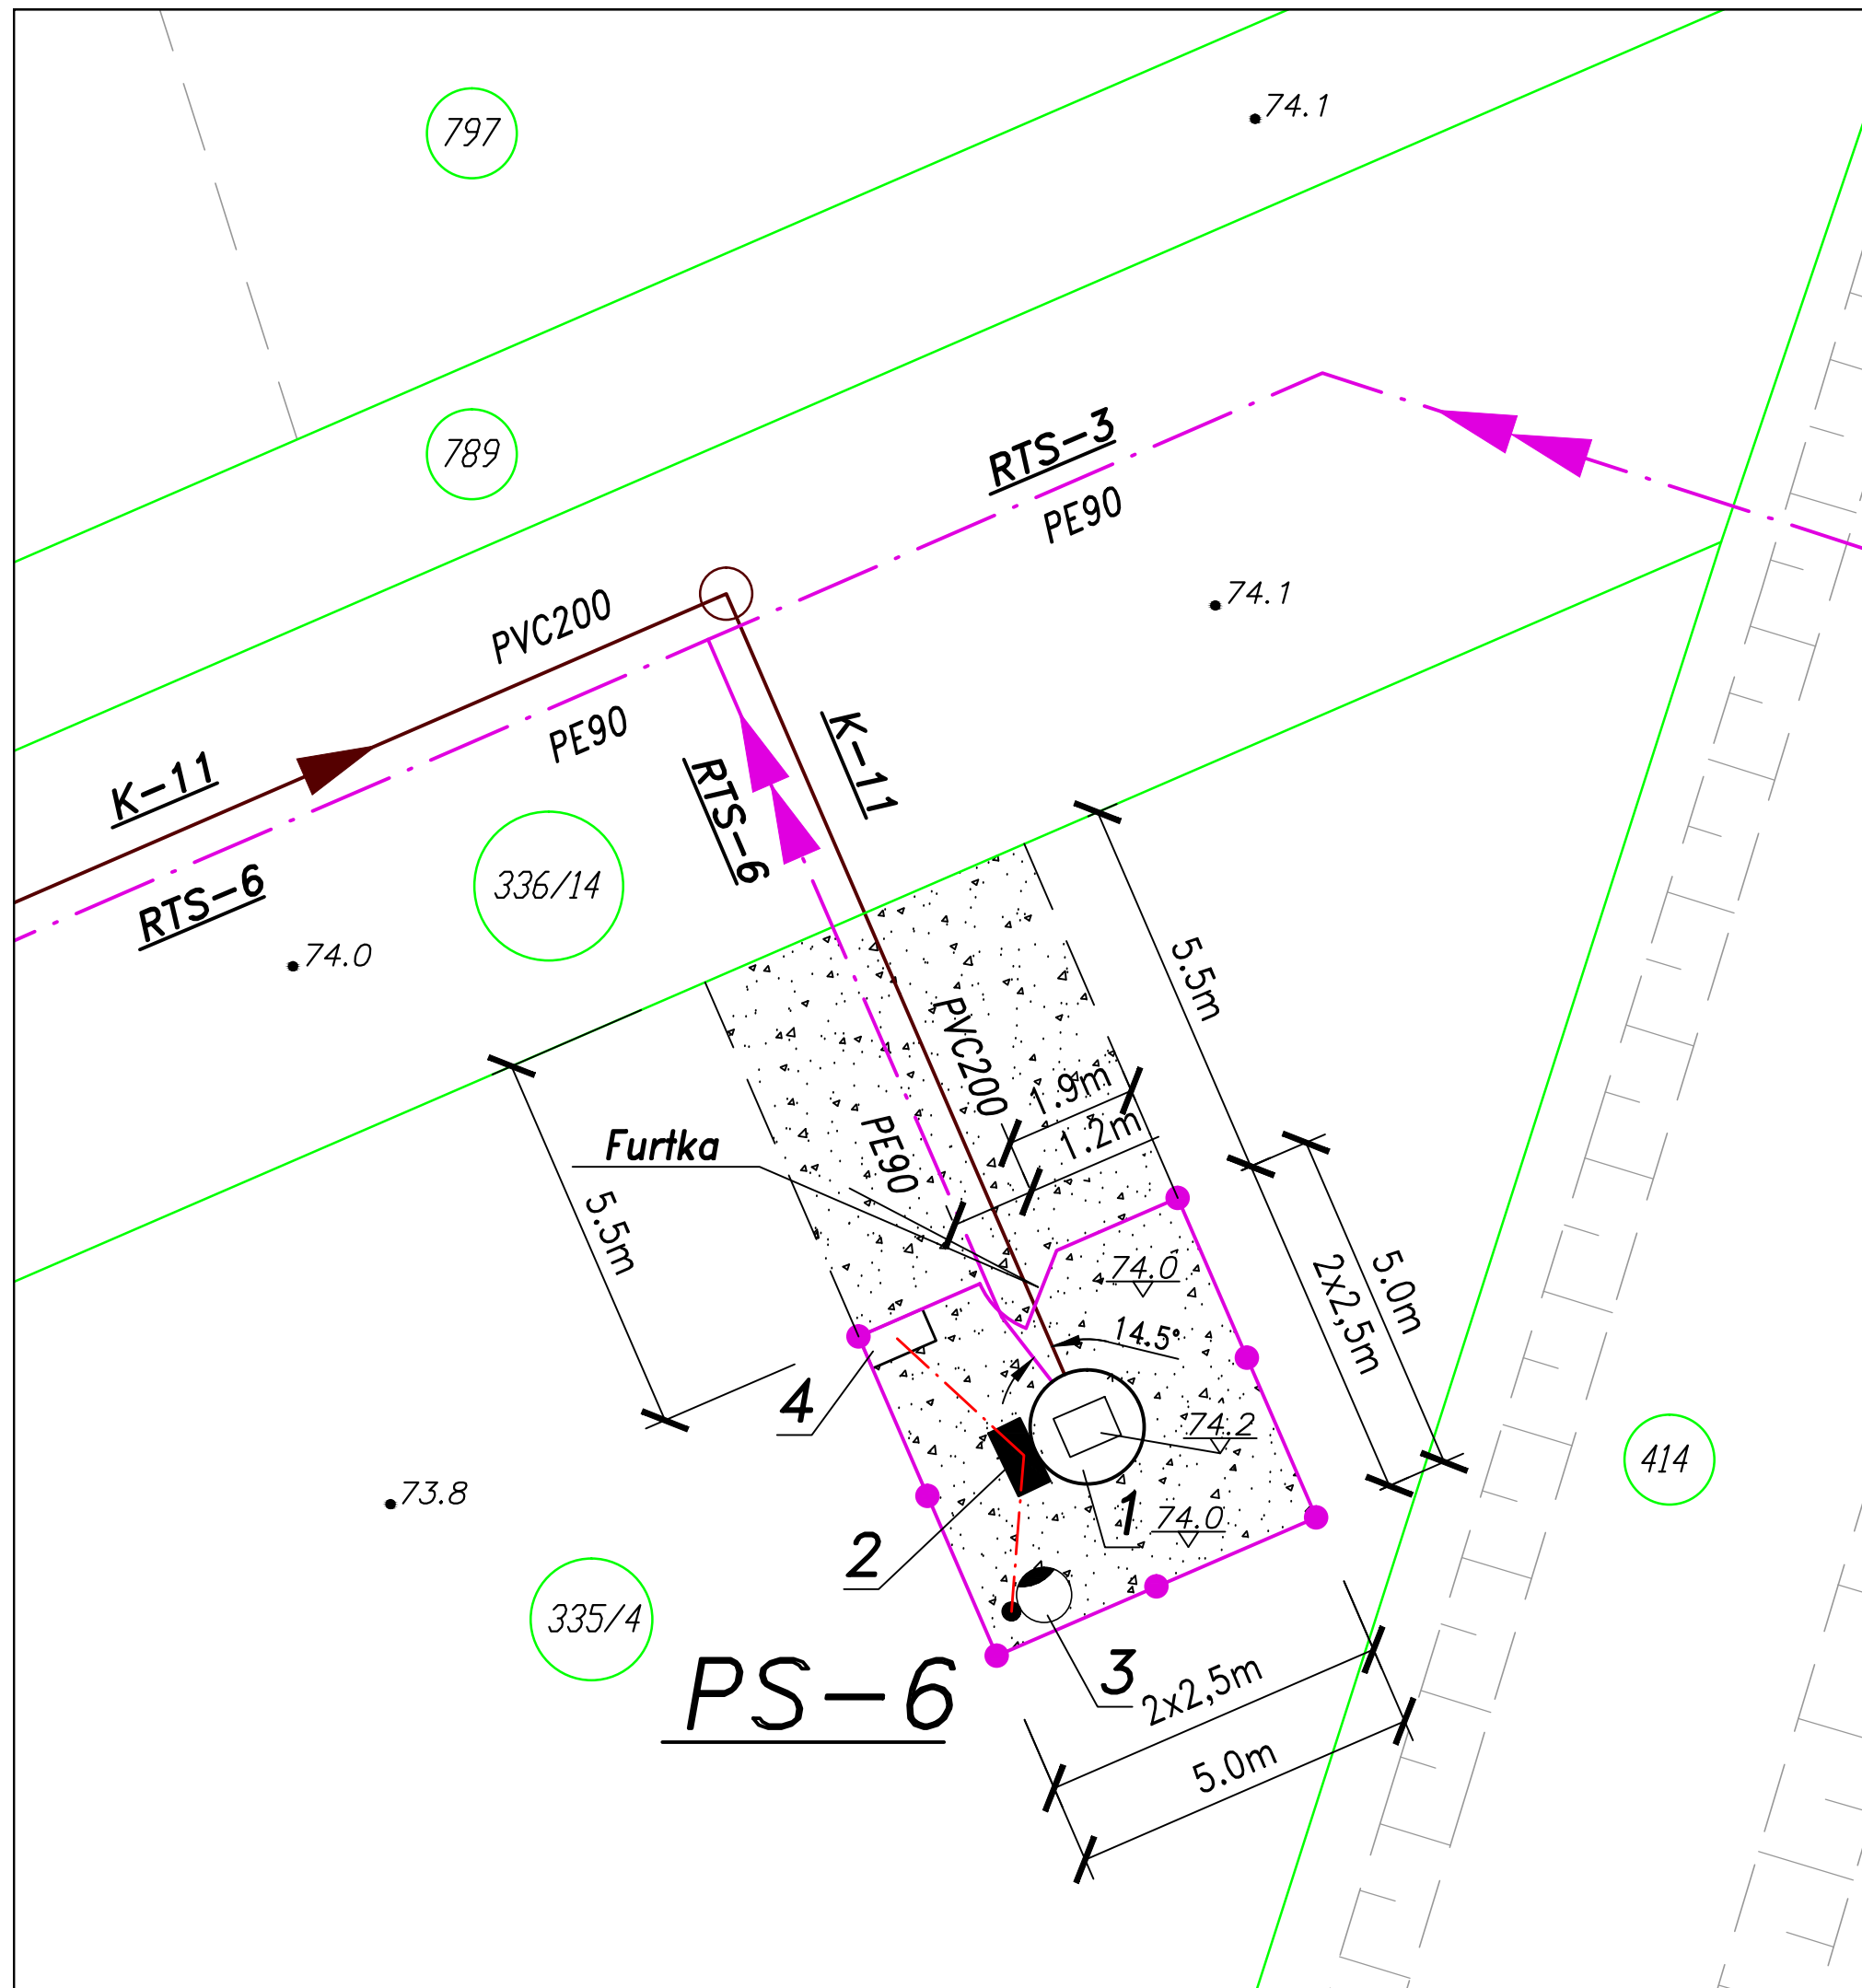 797
74.1
789
RTS-3
PE90
74.1
PVC200
PE90
K-11
K-11
RTS-6
RTS-6
336/14
74.0
5.5m
PVC200
1.9m
1.2m
PE90
Furtka
5.5m
74.0
5.0m
2x2,5m
14.5°
4
74.2
414
73.8
1
74.0
2
335/4
PS-6
3
2x2,5m
5.0m